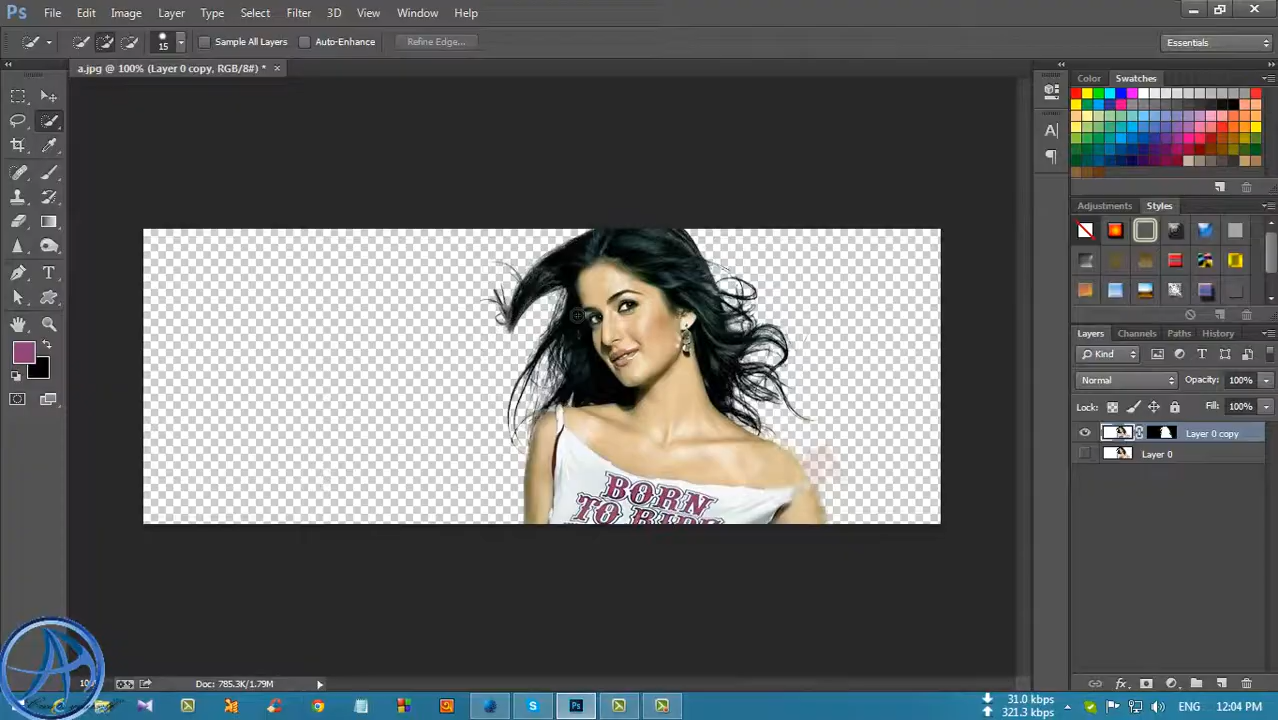 Ps File Edit Image Layer Type Select Filter 3D View Window Help
15 Sample All Layers Auto-Enhance Refine Edge... Essentials
a.jpg @ 100% (Layer 0 copy, RGB/8#) *
Color Swatches
Adjustments Styles
BORN
TO RIDE
Layers Channels Paths History
Kind
Normal Opacity: 100%
Lock: Fill: 100%
Layer 0 copy
Layer 0
Doc: 785.3K/1.79M
31.0 kbps
321.3 kbps
ENG 12:04 PM